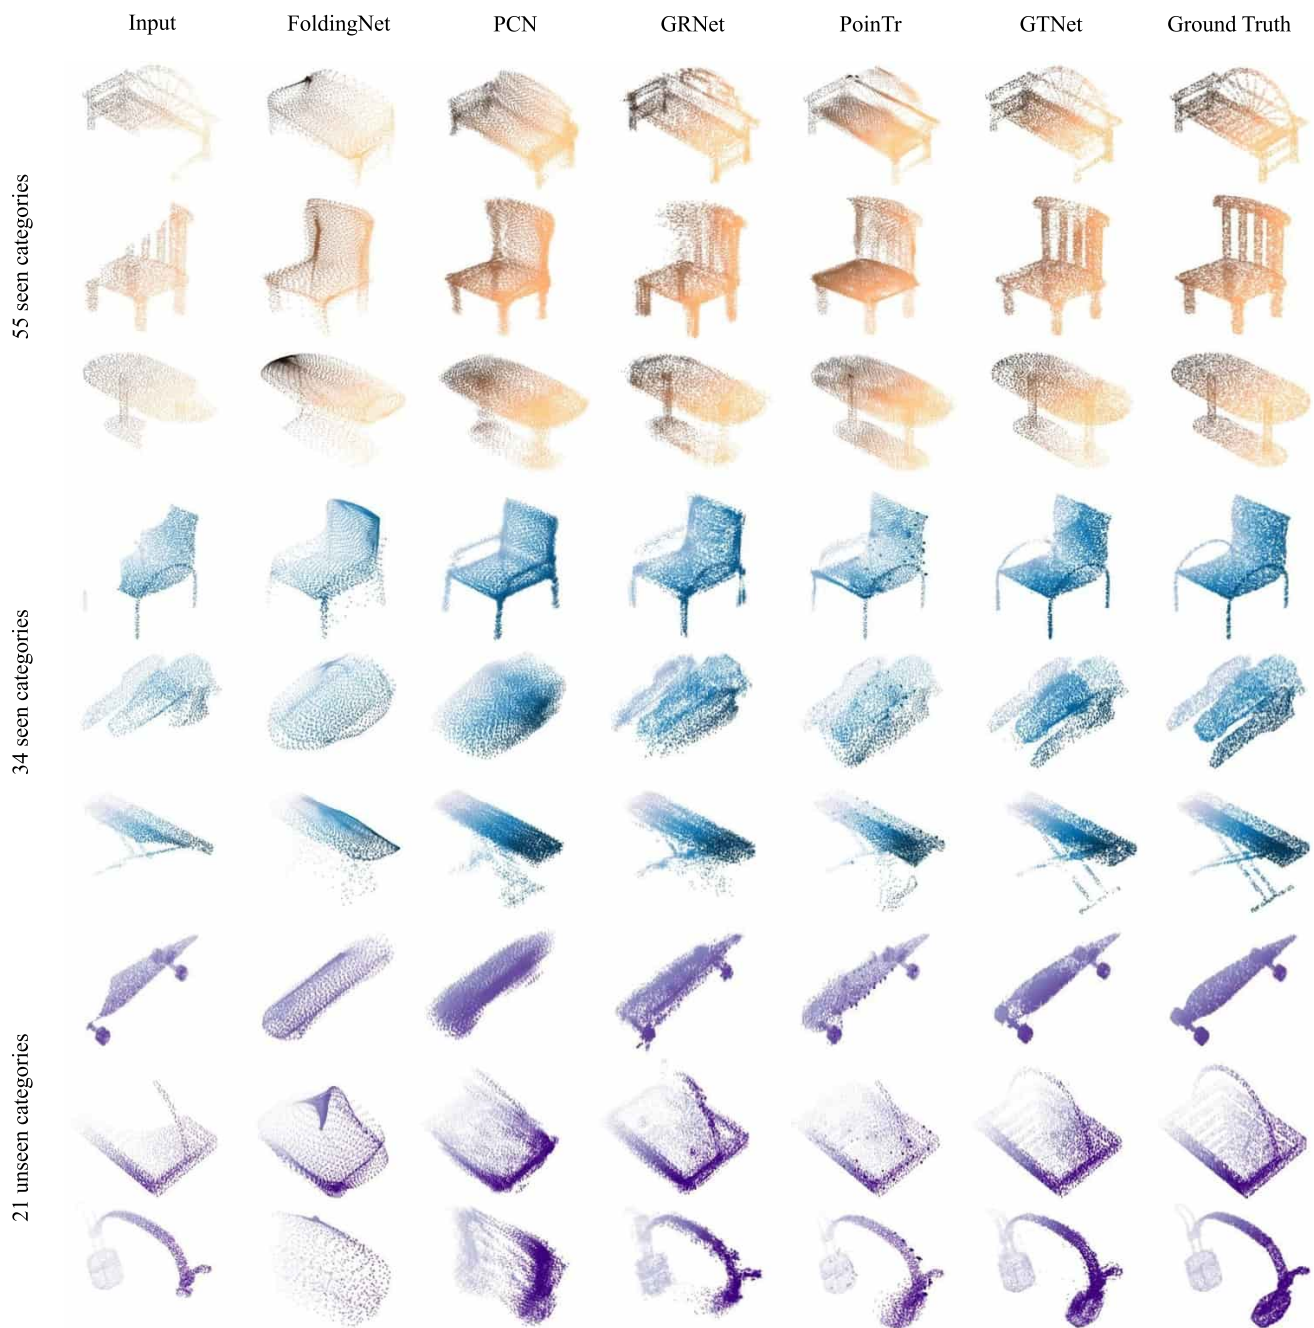 Input FoldingNet PCN GRNet PoinTr GTNet Ground Truth
55 seen categories
34 seen categories
21 unseen categories